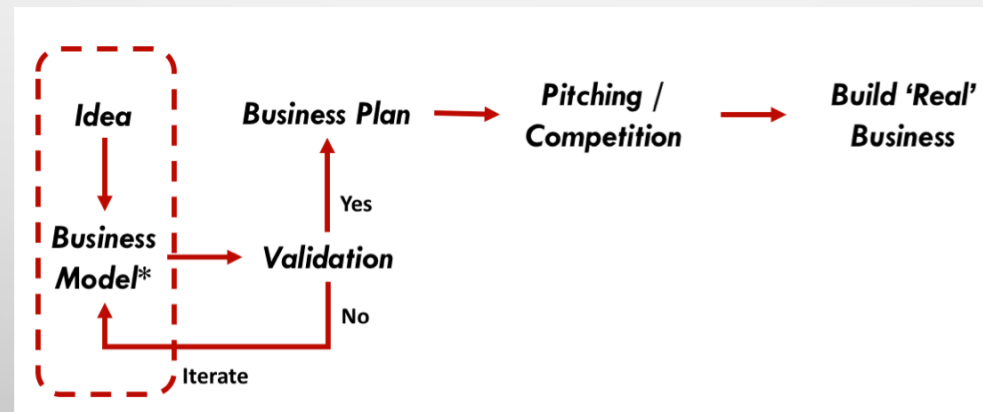 Idea
Business
Model*
Business Plan
Yes
Validation
No
Iterate
Pitching /
Competition
Build ‘Real’
Business